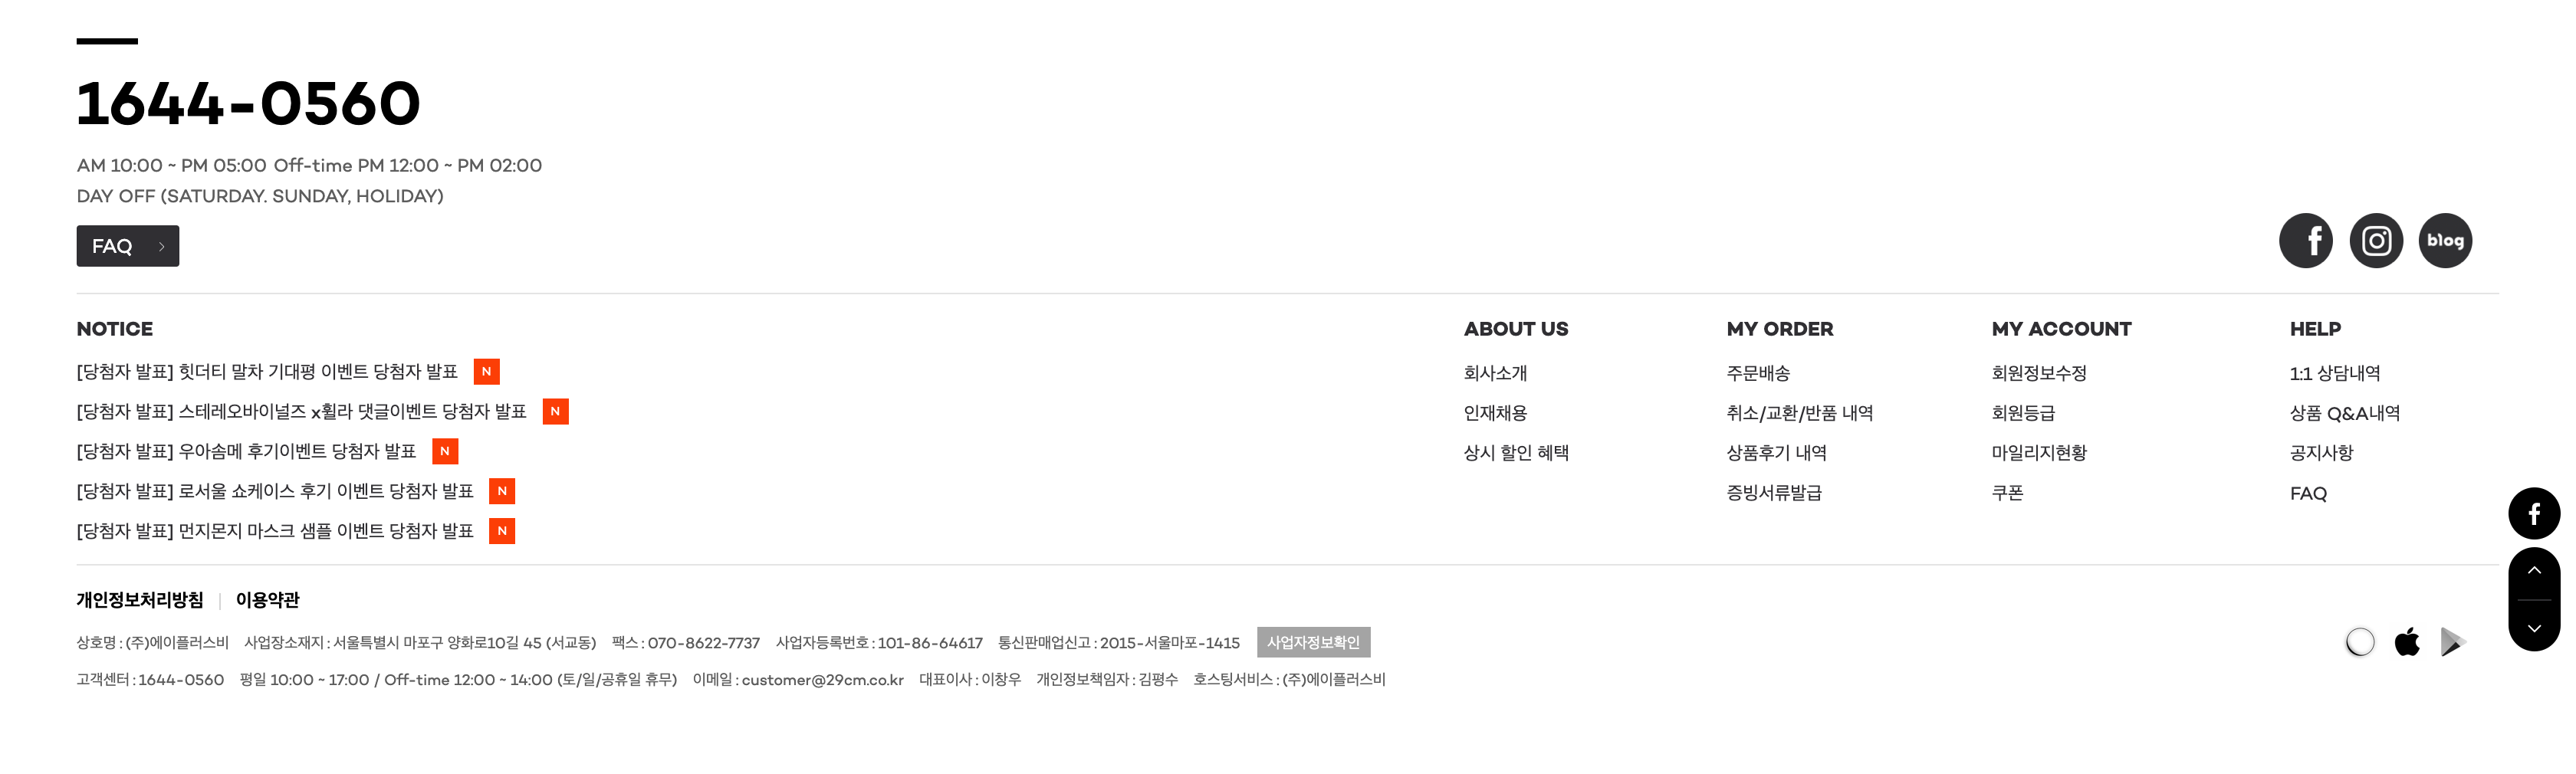 1644-0560
AM 10:00 ~ PM 05:00 Off-time PM 12:00 ~ PM 02:00
DAY OFF (SATURDAY. SUNDAY, HOLIDAY)
FAQ
blog
NOTICE
[당첨자 발표] 힛더티 말차 기대평 이벤트 당첨자 발표 N
[당첨자 발표] 스테레오바이널즈 x휠라 댓글이벤트 당첨자 발표 N
[당첨자 발표] 우아솜메 후기이벤트 당첨자 발표 N
[당첨자 발표] 로서울 쇼케이스 후기 이벤트 당첨자 발표 N
[당첨자 발표] 먼지몬지 마스크 샘플 이벤트 당첨자 발표 N
ABOUT US
회사소개
인재채용
상시 할인 혜택
MY ORDER
주문배송
취소/교환/반품 내역
상품후기 내역
증빙서류발급
MY ACCOUNT
회원정보수정
회원등급
마일리지현황
쿠폰
HELP
1:1 상담내역
상품 Q&A내역
공지사항
FAQ
개인정보처리방침 | 이용약관
상호명 : (주)에이플러스비 사업장소재지 : 서울특별시 마포구 양화로10길 45 (서교동) 팩스 : 070-8622-7737 사업자등록번호 : 101-86-64617 통신판매업신고 : 2015-서울마포-1415 사업자정보확인
고객센터 : 1644-0560 평일 10:00 ~ 17:00 / Off-time 12:00 ~ 14:00 (토/일/공휴일 휴무) 이메일 : customer@29cm.co.kr 대표이사 : 이창우 개인정보책임자 : 김평수 호스팅서비스 : (주)에이플러스비